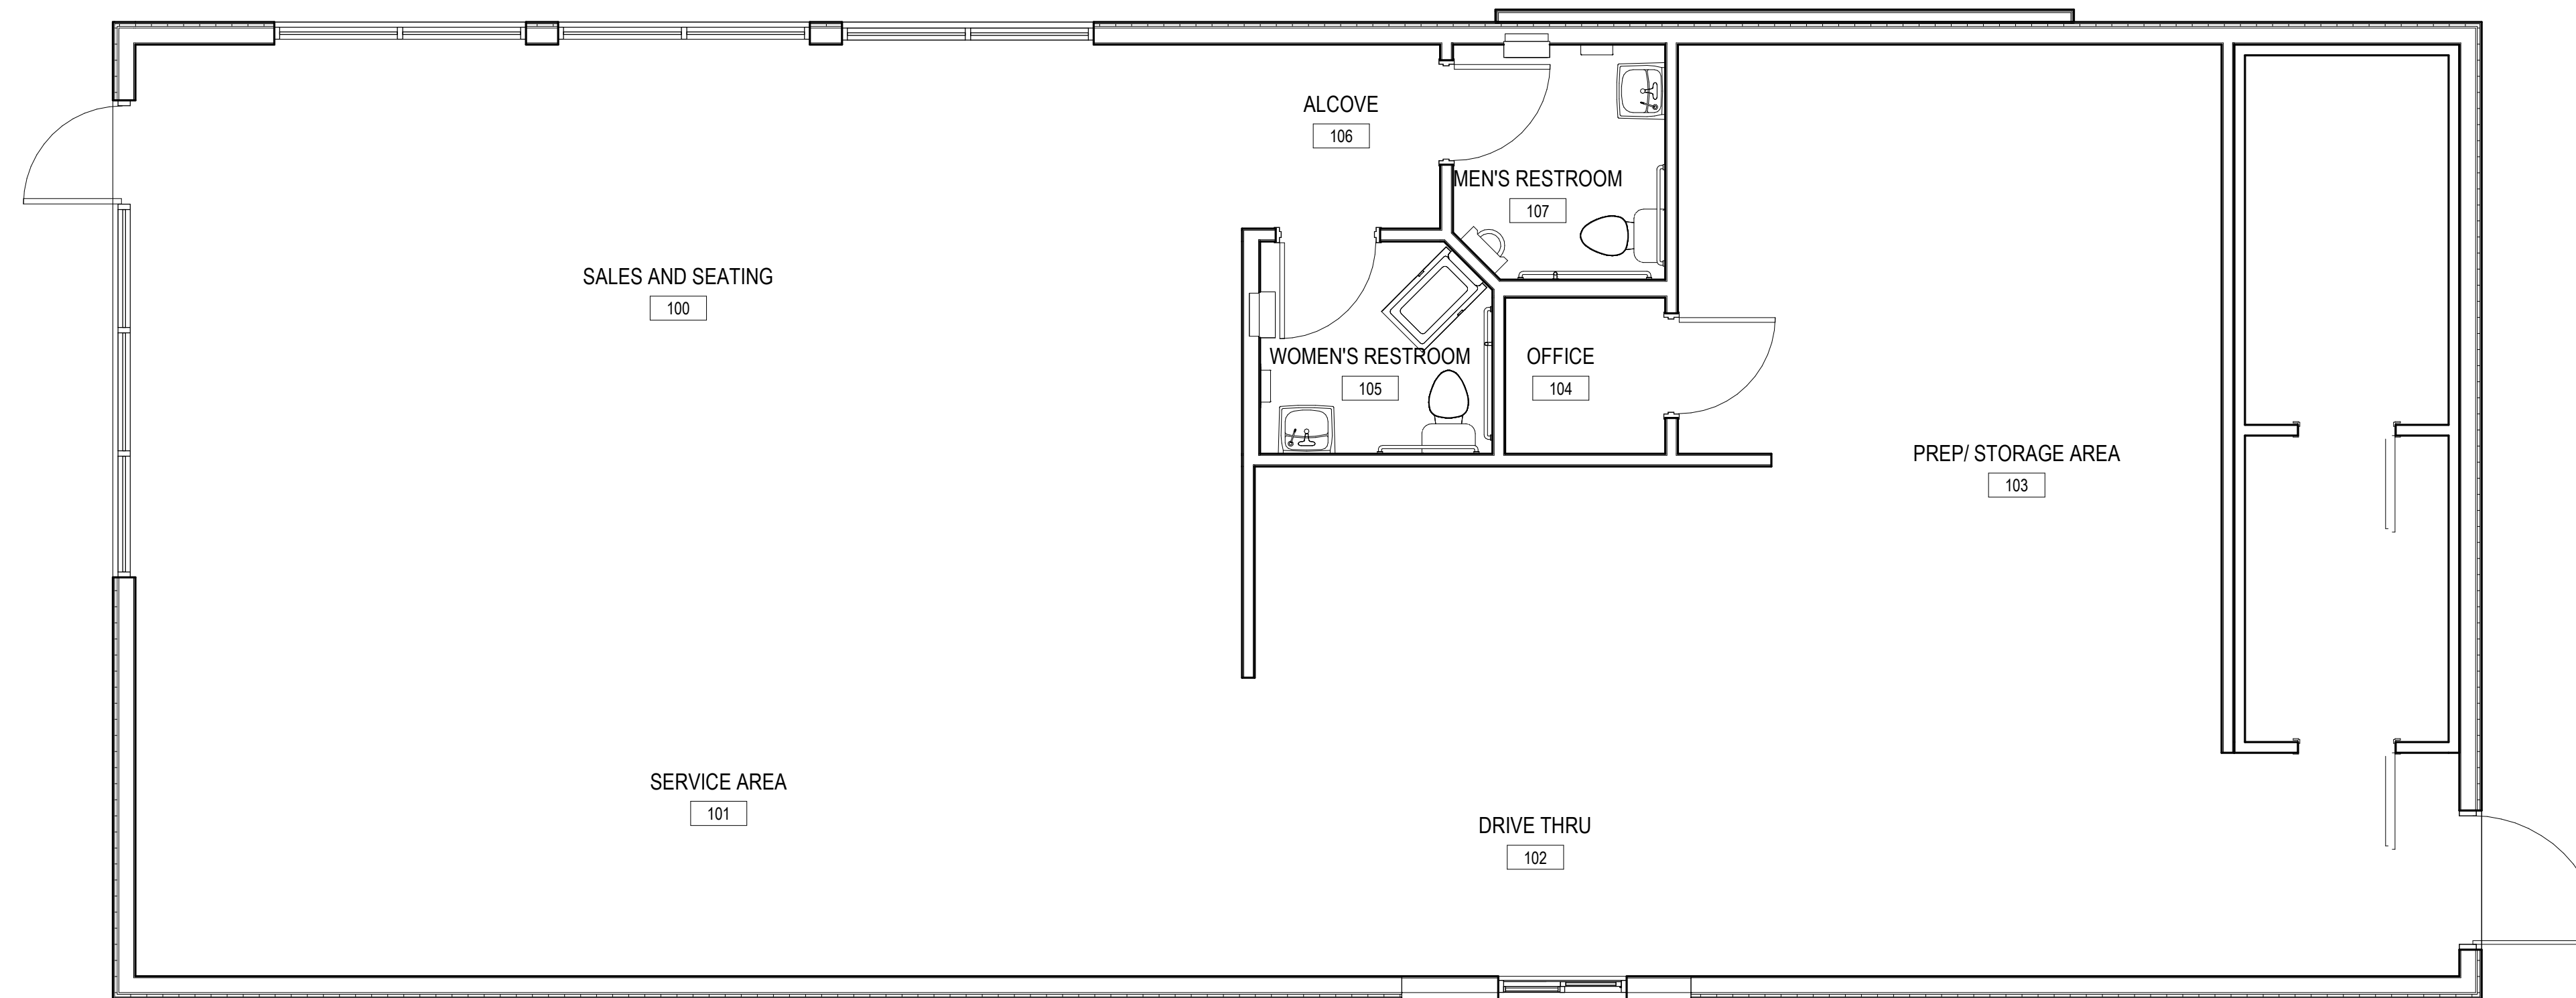 ALCOVE
106
MEN'S RESTROOM
107
SALES AND SEATING
100
WOMEN'S RESTROOM
105
OFFICE
104
PREP/ STORAGE AREA
103
SERVICE AREA
101
DRIVE THRU
102